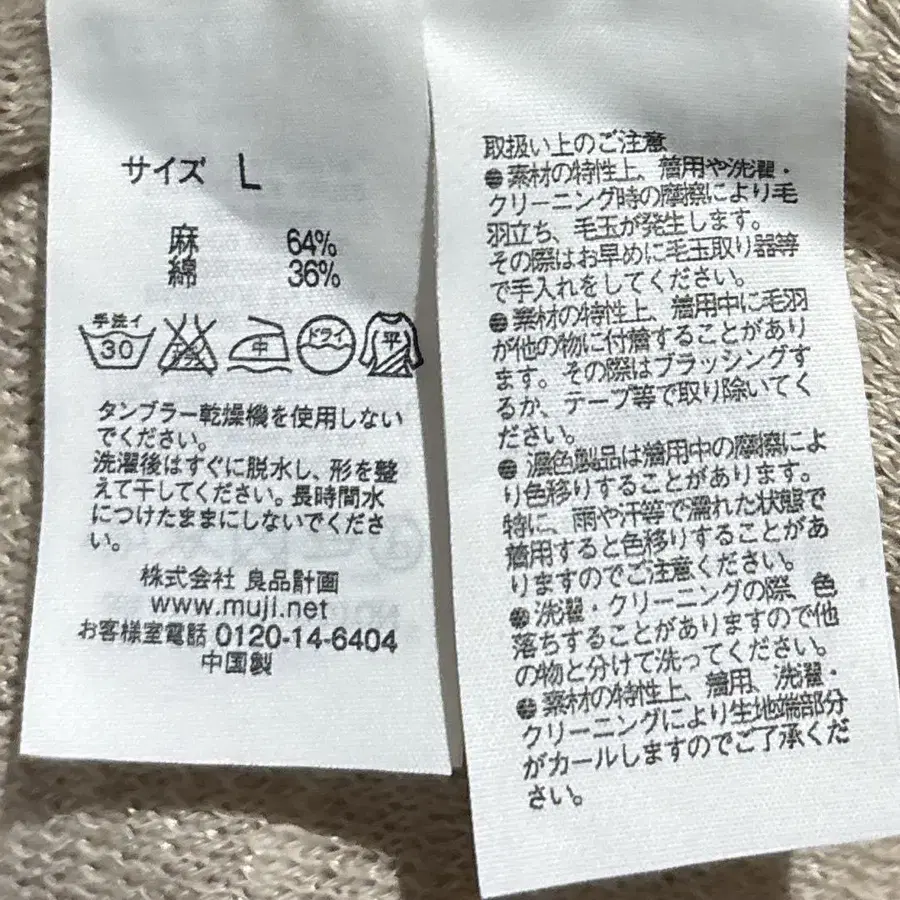 サイズ L
麻 64%
綿 36%
手洗イ
30
エンソサラシ
中
ドライ
平
タンブラー乾燥機を使用しない
でください。
洗濯後はすぐに脱水し、形を整
えて干してください。長時間水
につけたままにしないでくださ
い。
株式会社 良品計画
www.muji.net
お客様室電話 0120-14-6404
中国製
取扱い上のご注意
●素材の特性上、着用や洗濯・
クリーニング時の摩擦により毛
羽立ち、毛玉が発生します。
その際はお早めに毛玉取り器等
で手入れをしてください。
●素材の特性上、着用中に毛羽
が他の物に付着することがあり
ます。その際はブラッシングす
るか、テープ等で取り除いてく
ださい。
●濃色製品は着用中の摩擦によ
り色移りすることがあります。
特に、雨や汗等で濡れた状態で
着用すると色移りすることがあ
りますのでご注意ください。
●洗濯・クリーニングの際、色
落ちすることがありますので他
の物と分けて洗ってください。
●素材の特性上、着用、洗濯・
クリーニングにより生地端部分
がカールしますのでご了承くだ
さい。